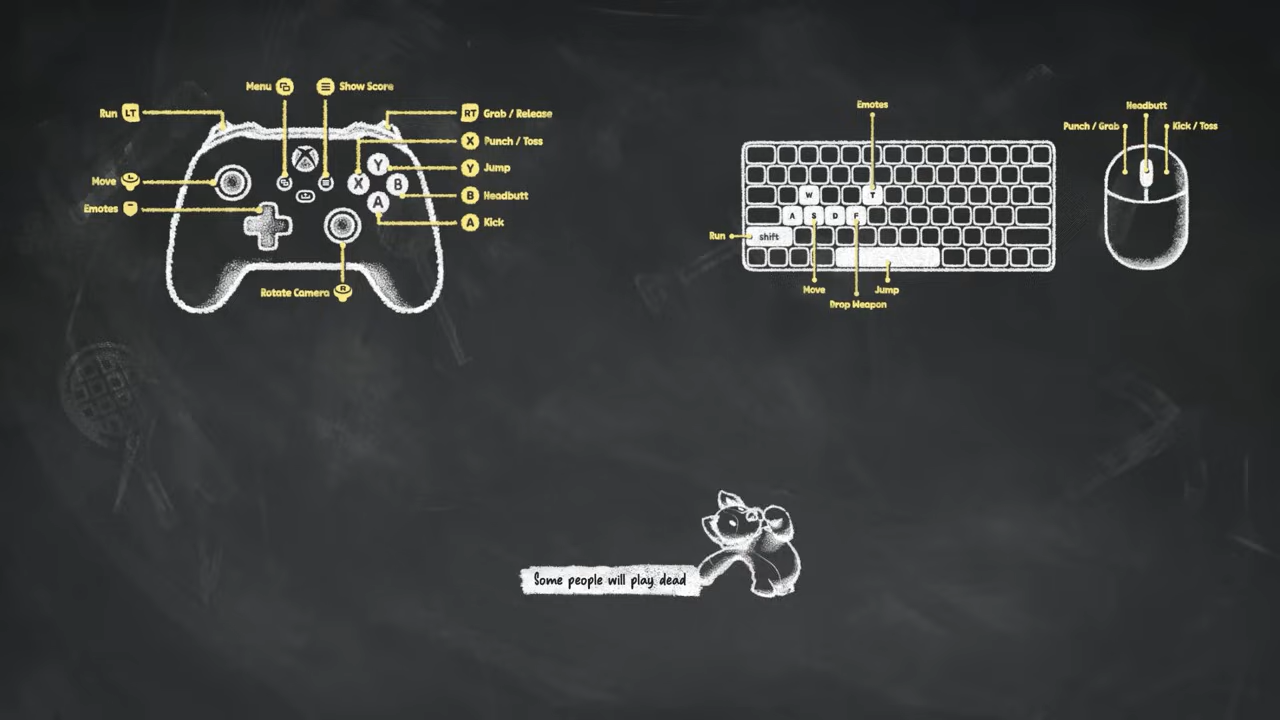 Menu
Show Score
Run LT
RT Grab / Release
X Punch / Toss
Y Jump
B Headbutt
A Kick
Move L
Emotes
Y
X B
A
Rotate Camera R
Emotes
W T
A S D F
shift
Run
Move
Jump
Drop Weapon
Headbutt
Punch / Grab
Kick / Toss
Some people will play dead